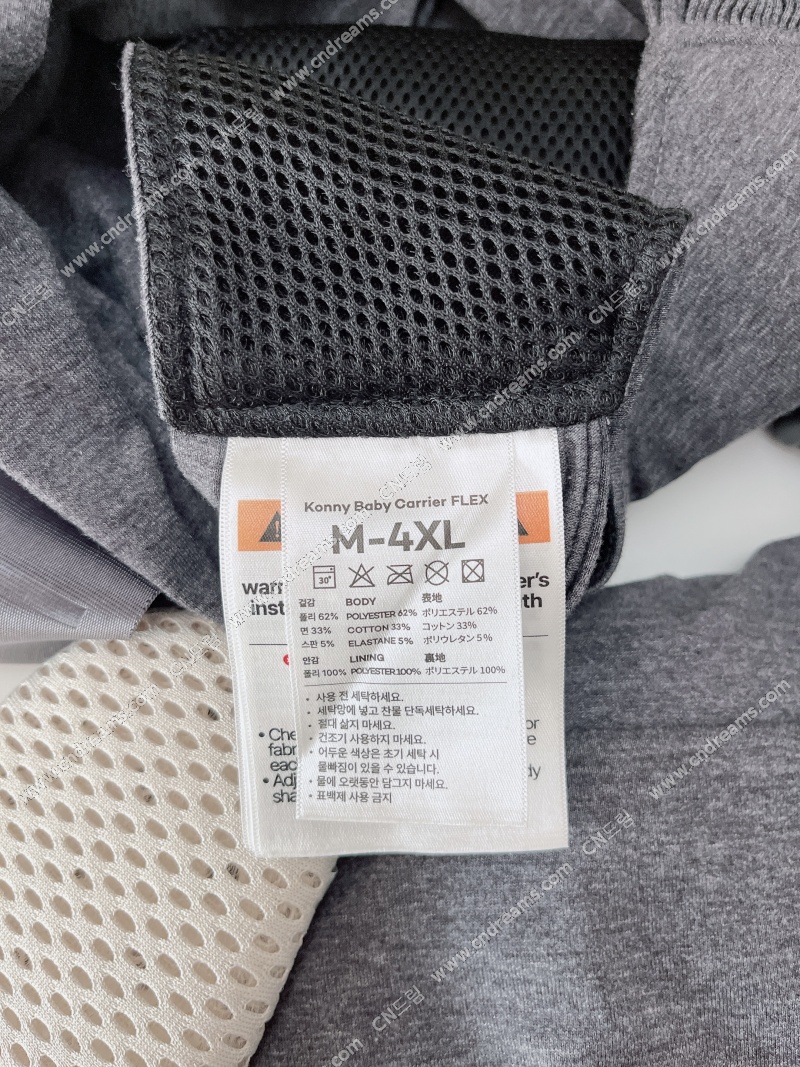 Konny Baby Carrier FLEX
M-4XL
30°
겉감 BODY 表地
폴리 62% POLYESTER 62% ポリエステル 62%
면 33% COTTON 33% コットン 33%
스판 5% ELASTANE 5% ポリウレタン 5%
안감 LINING 裏地
폴리 100% POLYESTER 100% ポリエステル 100%
• 사용 전 세탁하세요.
• 세탁망에 넣고 찬물 단독세탁하세요.
• 절대 삶지 마세요.
• 건조기 사용하지 마세요.
• 어두운 색상은 초기 세탁 시
물빠짐이 있을 수 있습니다.
• 물에 오랫동안 담그지 마세요.
• 표백제 사용 금지
warn
er's
inst
th
• Che
or
fabr
e
eac
• Adj
dy
sha
CN드림 www.cndreams.com